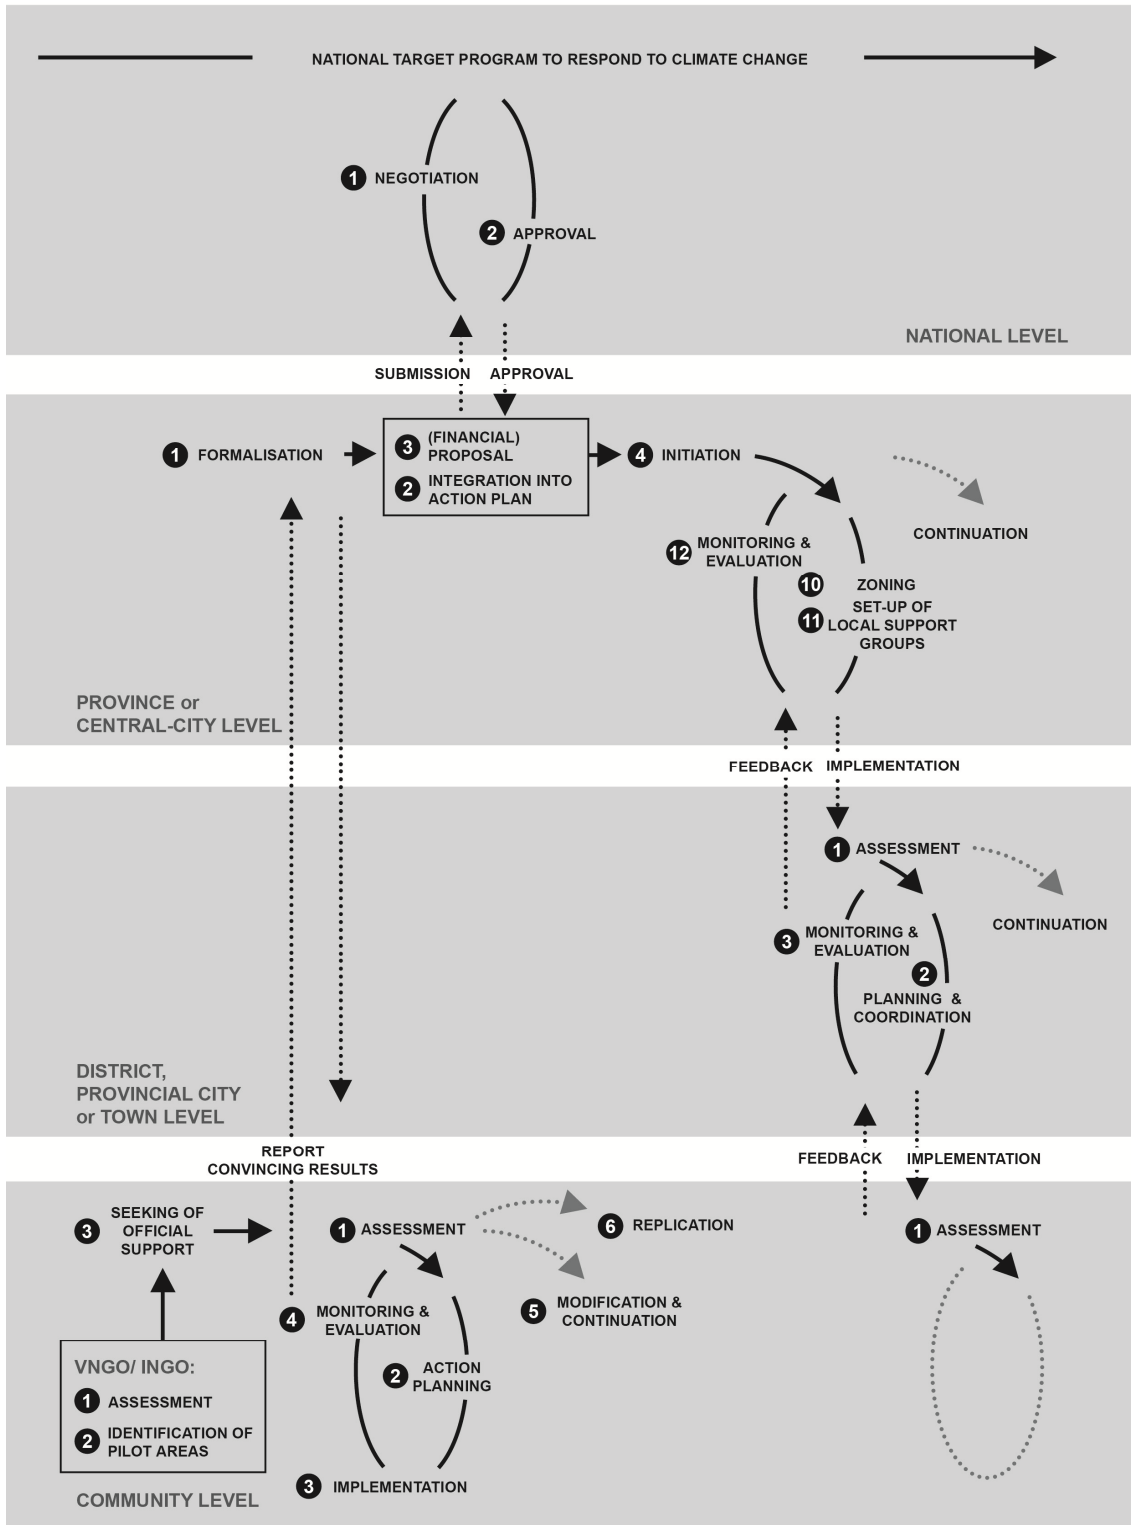 NATIONAL TARGET PROGRAM TO RESPOND TO CLIMATE CHANGE
1 NEGOTIATION
2 APPROVAL
NATIONAL LEVEL
SUBMISSION APPROVAL
1 FORMALISATION
3 (FINANCIAL)
PROPOSAL
2 INTEGRATION INTO
ACTION PLAN
4 INITIATION
CONTINUATION
12 MONITORING &
EVALUATION
10 ZONING
11 SET-UP OF
LOCAL SUPPORT
GROUPS
PROVINCE or
CENTRAL-CITY LEVEL
FEEDBACK IMPLEMENTATION
1 ASSESSMENT
CONTINUATION
3 MONITORING &
EVALUATION
2
PLANNING &
COORDINATION
DISTRICT,
PROVINCIAL CITY
or TOWN LEVEL
REPORT
CONVINCING RESULTS
FEEDBACK IMPLEMENTATION
3 SEEKING OF
OFFICIAL
SUPPORT
1 ASSESSMENT
6 REPLICATION
5 MODIFICATION &
CONTINUATION
4 MONITORING &
EVALUATION
2 ACTION
PLANNING
3 IMPLEMENTATION
1 ASSESSMENT
VNGO/ INGO:
1 ASSESSMENT
2 IDENTIFICATION OF
PILOT AREAS
COMMUNITY LEVEL